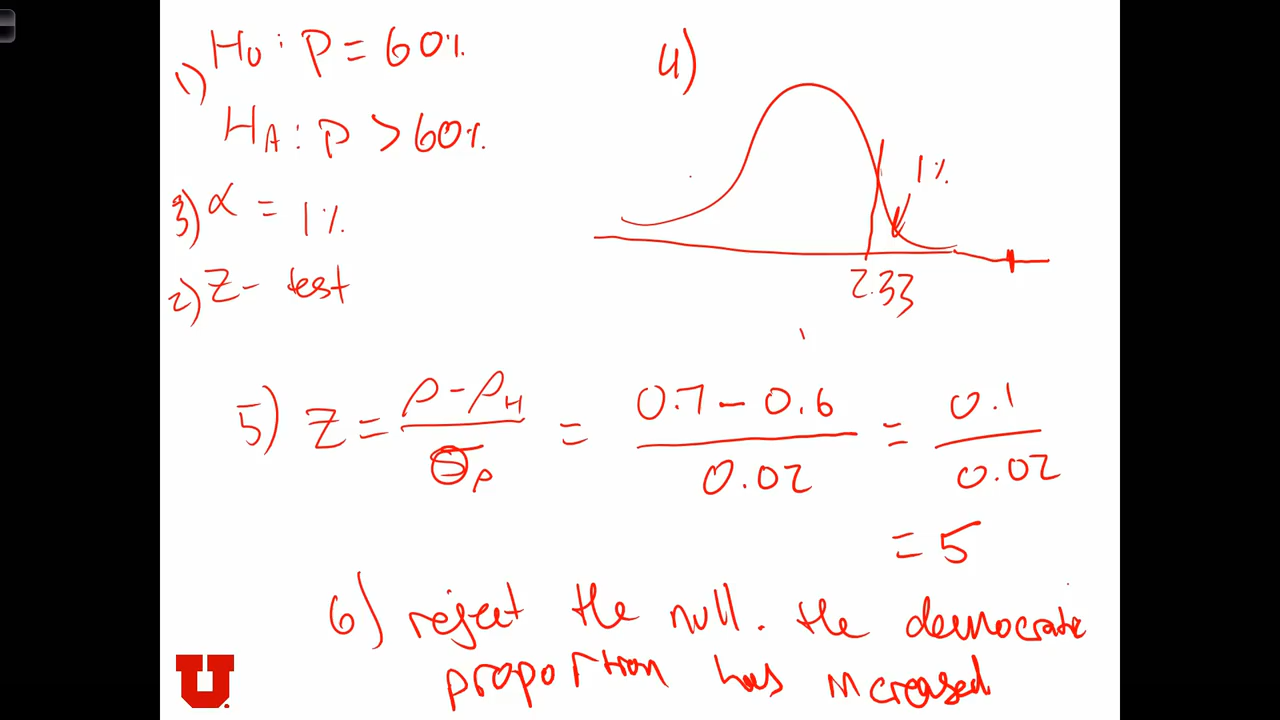 1) H0 : P = 60%
HA : P > 60%
3) α = 1%
2) Z - test
4)
1%
2.33
5) Z = (P - PH) / σP = (0.7 - 0.6) / 0.02 = 0.1 / 0.02
= 5
6) reject the null. the democratic
proportion has increased
U